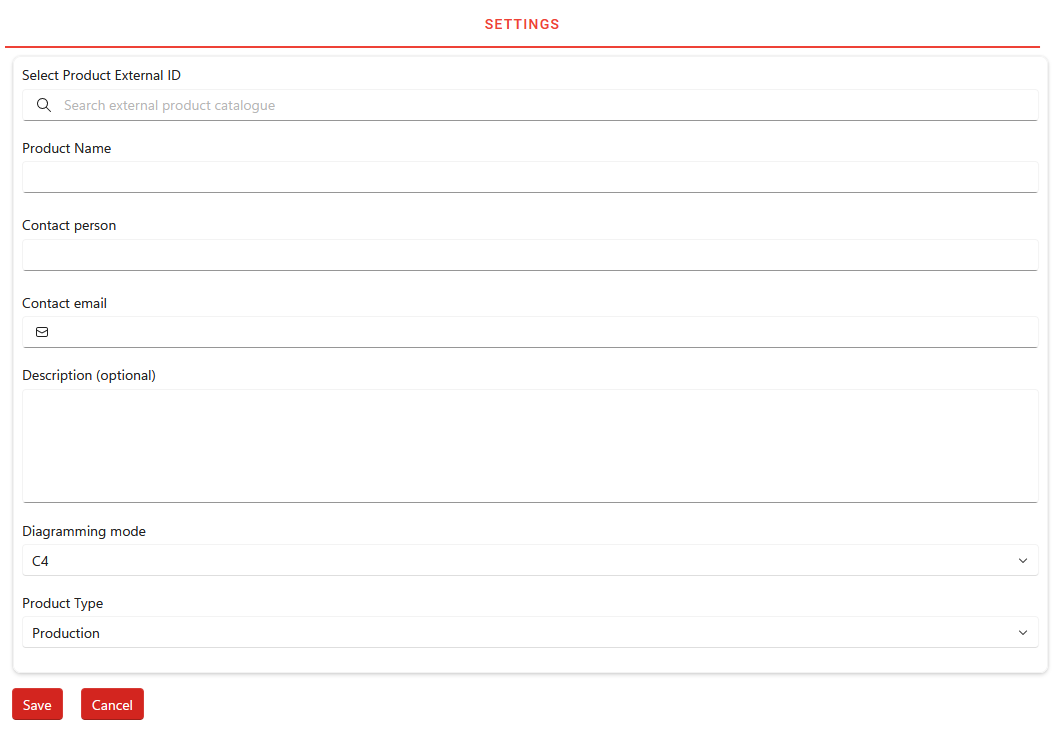 SETTINGS
Select Product External ID
Search external product catalogue
Product Name
Contact person
Contact email
Description (optional)
Diagramming mode
C4
Product Type
Production
Save Cancel